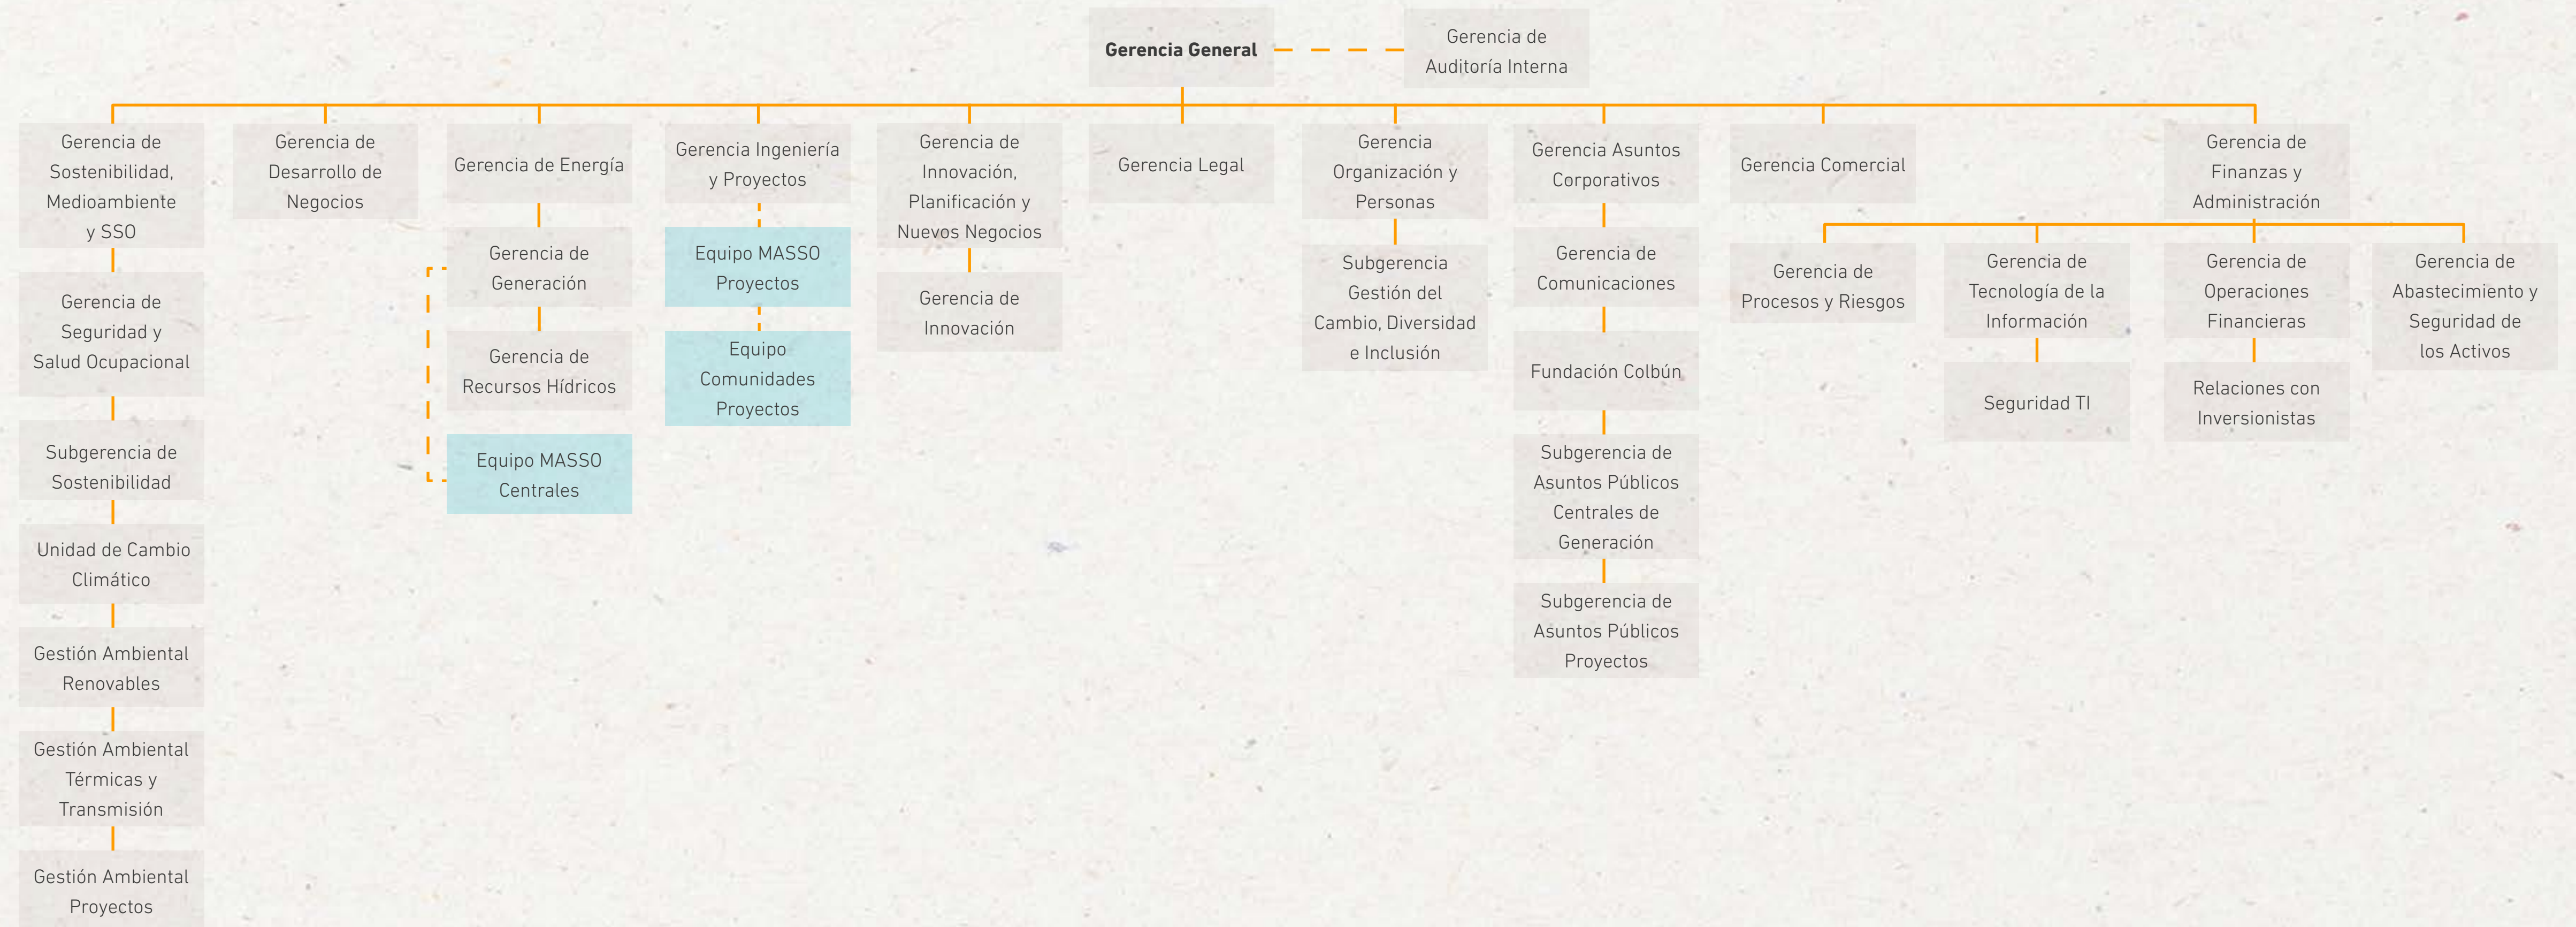 Gerencia General
Gerencia de
Auditoría Interna
Gerencia de
Sostenibilidad,
Medioambiente
y SSO
Gerencia de
Seguridad y
Salud Ocupacional
Subgerencia de
Sostenibilidad
Unidad de Cambio
Climático
Gestión Ambiental
Renovables
Gestión Ambiental
Térmicas y
Transmisión
Gestión Ambiental
Proyectos
Gerencia de
Desarrollo de
Negocios
Gerencia de Energía
Gerencia de
Generación
Gerencia de
Recursos Hídricos
Equipo MASSO
Centrales
Gerencia Ingeniería
y Proyectos
Equipo MASSO
Proyectos
Equipo
Comunidades
Proyectos
Gerencia de
Innovación,
Planificación y
Nuevos Negocios
Gerencia de
Innovación
Gerencia Legal
Gerencia
Organización y
Personas
Subgerencia
Gestión del
Cambio, Diversidad
e Inclusión
Gerencia Asuntos
Corporativos
Gerencia de
Comunicaciones
Fundación Colbún
Subgerencia de
Asuntos Públicos
Centrales de
Generación
Subgerencia de
Asuntos Públicos
Proyectos
Gerencia Comercial
Gerencia de
Finanzas y
Administración
Gerencia de
Procesos y Riesgos
Gerencia de
Tecnología de la
Información
Seguridad TI
Gerencia de
Operaciones
Financieras
Relaciones con
Inversionistas
Gerencia de
Abastecimiento y
Seguridad de
los Activos